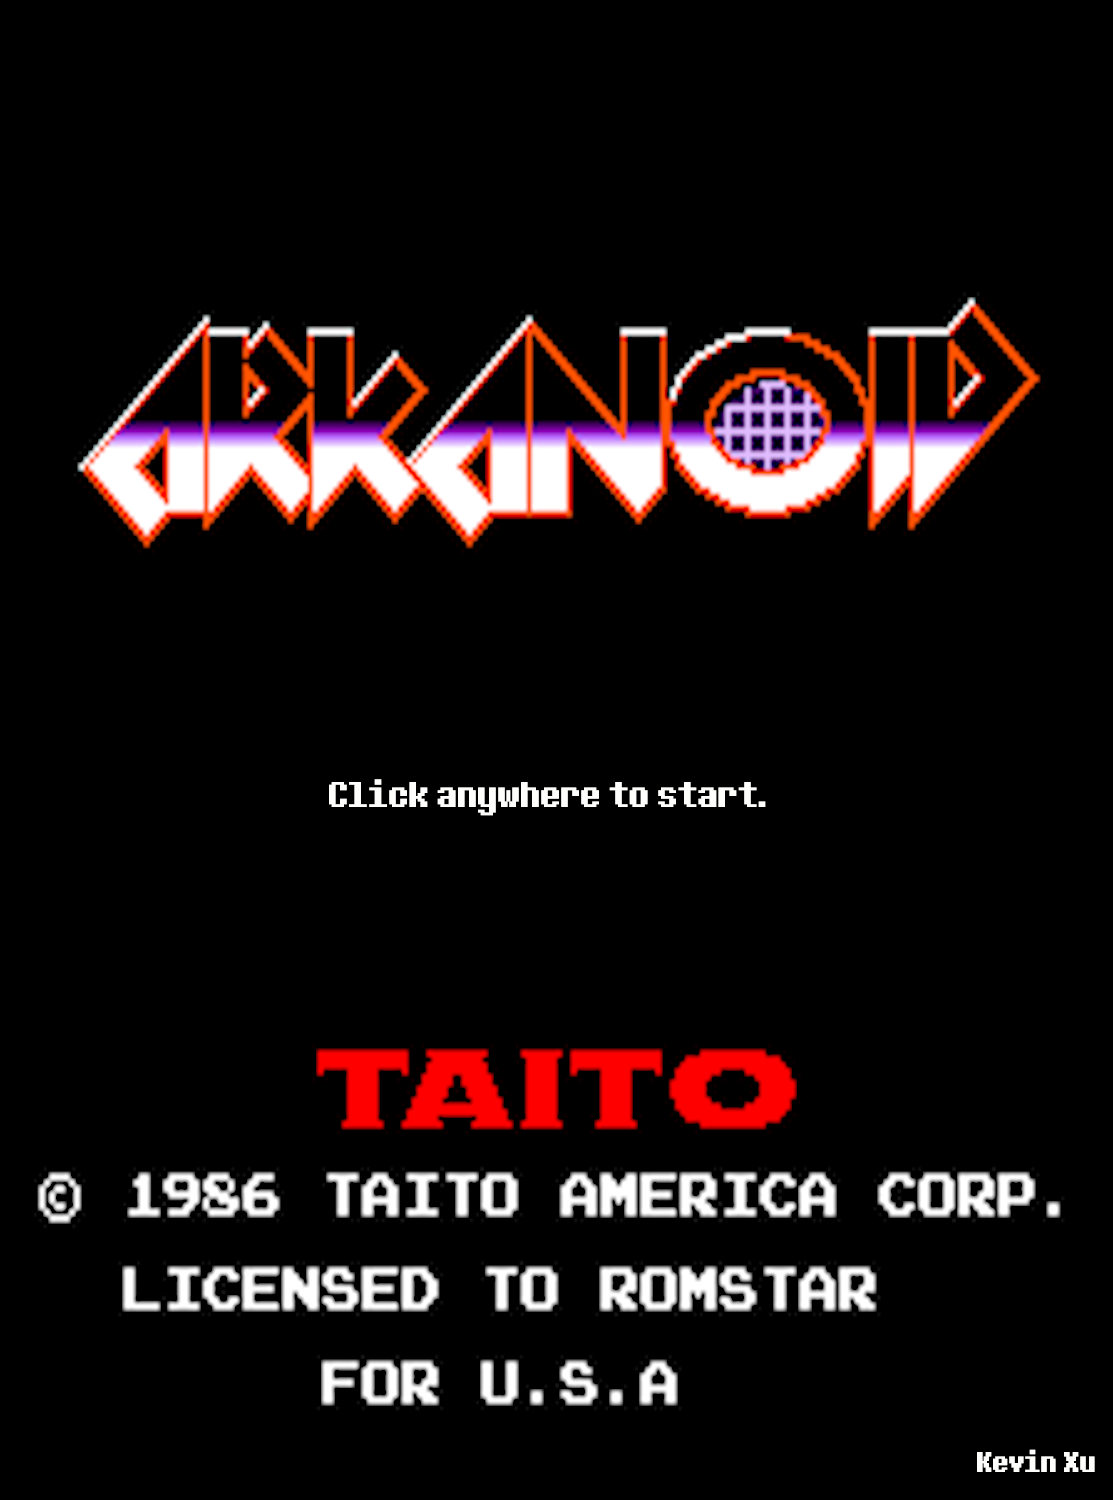 ARKANOID
Click anywhere to start.
TAITO
© 1986 TAITO AMERICA CORP.
LICENSED TO ROMSTAR
FOR U.S.A
Kevin Xu